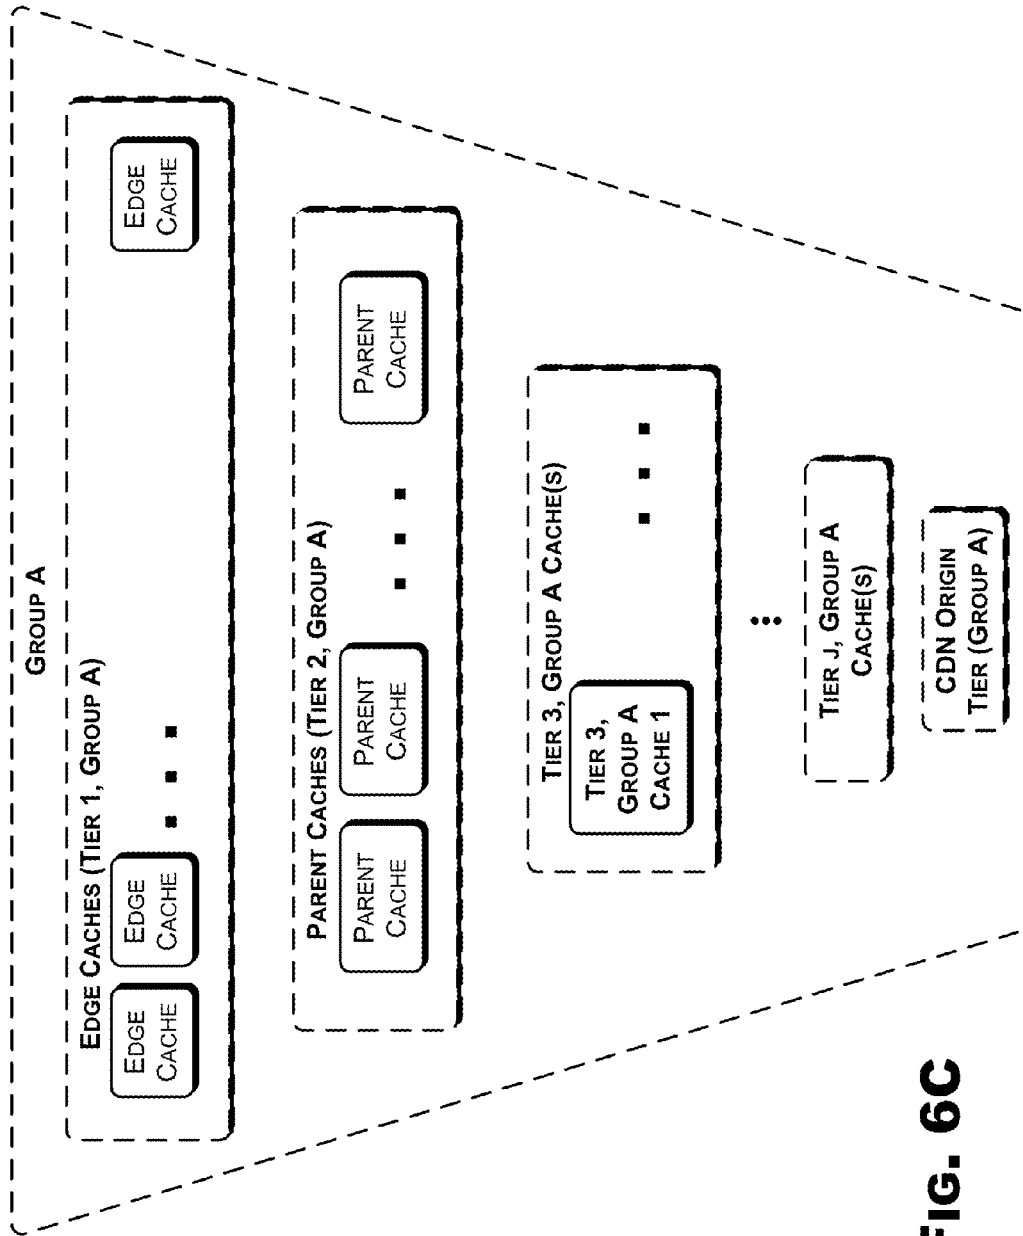 GROUP A
EDGE CACHES (TIER 1, GROUP A)
EDGE
CACHE
EDGE
CACHE
EDGE
CACHE
PARENT CACHES (TIER 2, GROUP A)
PARENT
CACHE
PARENT
CACHE
PARENT
CACHE
TIER 3, GROUP A CACHE(S)
TIER 3,
GROUP A
CACHE 1
TIER J, GROUP A
CACHE(S)
CDN ORIGIN
TIER (GROUP A)
FIG. 6C